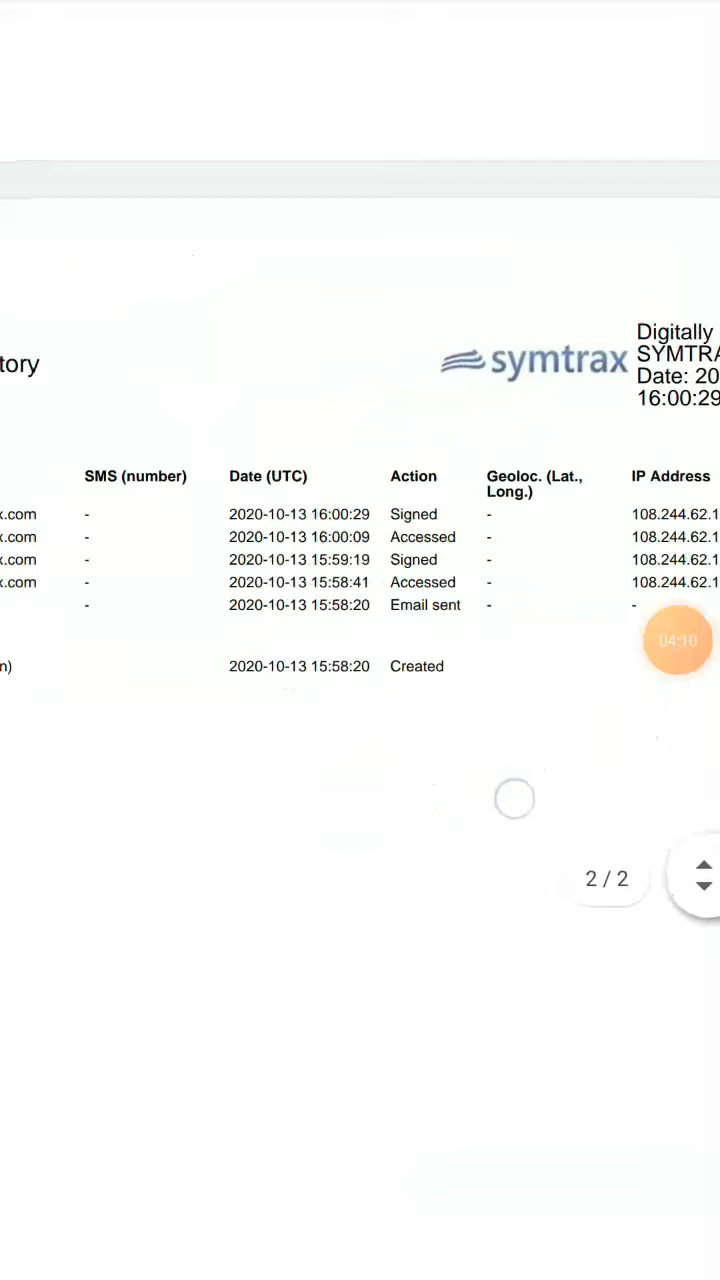 tory
symtrax
Digitally
SYMTRA
Date: 20
16:00:29
SMS (number) Date (UTC) Action Geoloc. (Lat., Long.) IP Address
x.com - 2020-10-13 16:00:29 Signed - 108.244.62.1
x.com - 2020-10-13 16:00:09 Accessed - 108.244.62.1
x.com - 2020-10-13 15:59:19 Signed - 108.244.62.1
x.com - 2020-10-13 15:58:41 Accessed - 108.244.62.1
- 2020-10-13 15:58:20 Email sent - -
04:10
n) 2020-10-13 15:58:20 Created
2 / 2